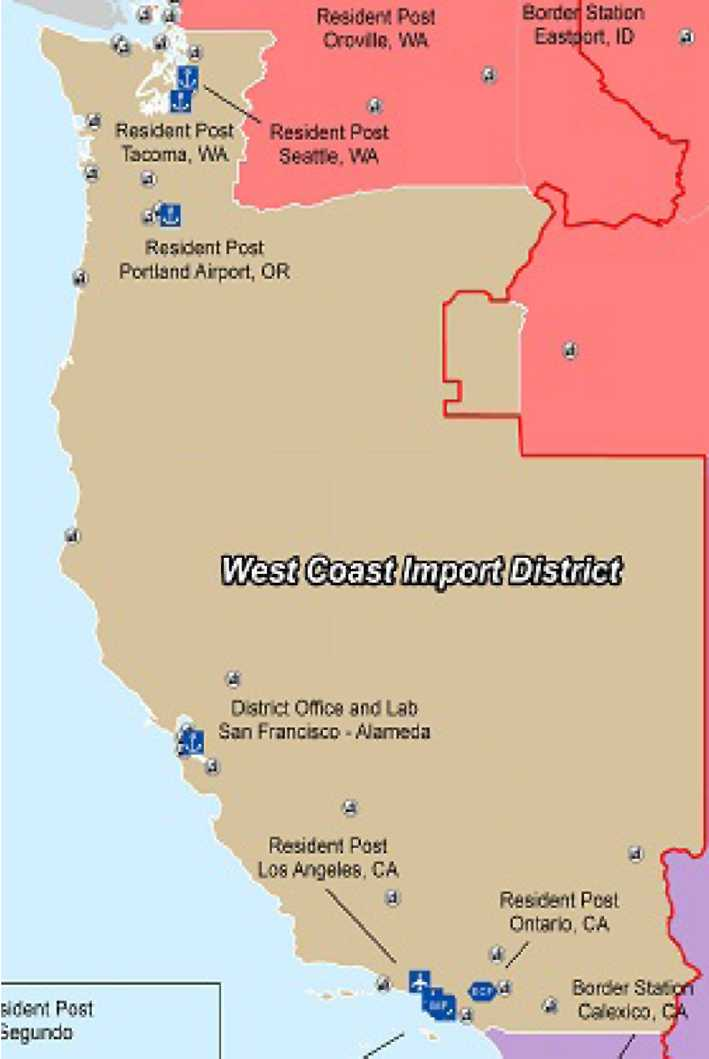 Resident Post
Oroville, WA
Border Station
Eastport, ID
Resident Post
Tacoma, WA
Resident Post
Seattle, WA
Resident Post
Portland Airport, OR
West Coast Import District
District Office and Lab
San Francisco - Alameda
Resident Post
Los Angeles, CA
Resident Post
Ontario, CA
Border Station
Calexico, CA
sident Post
Segundo